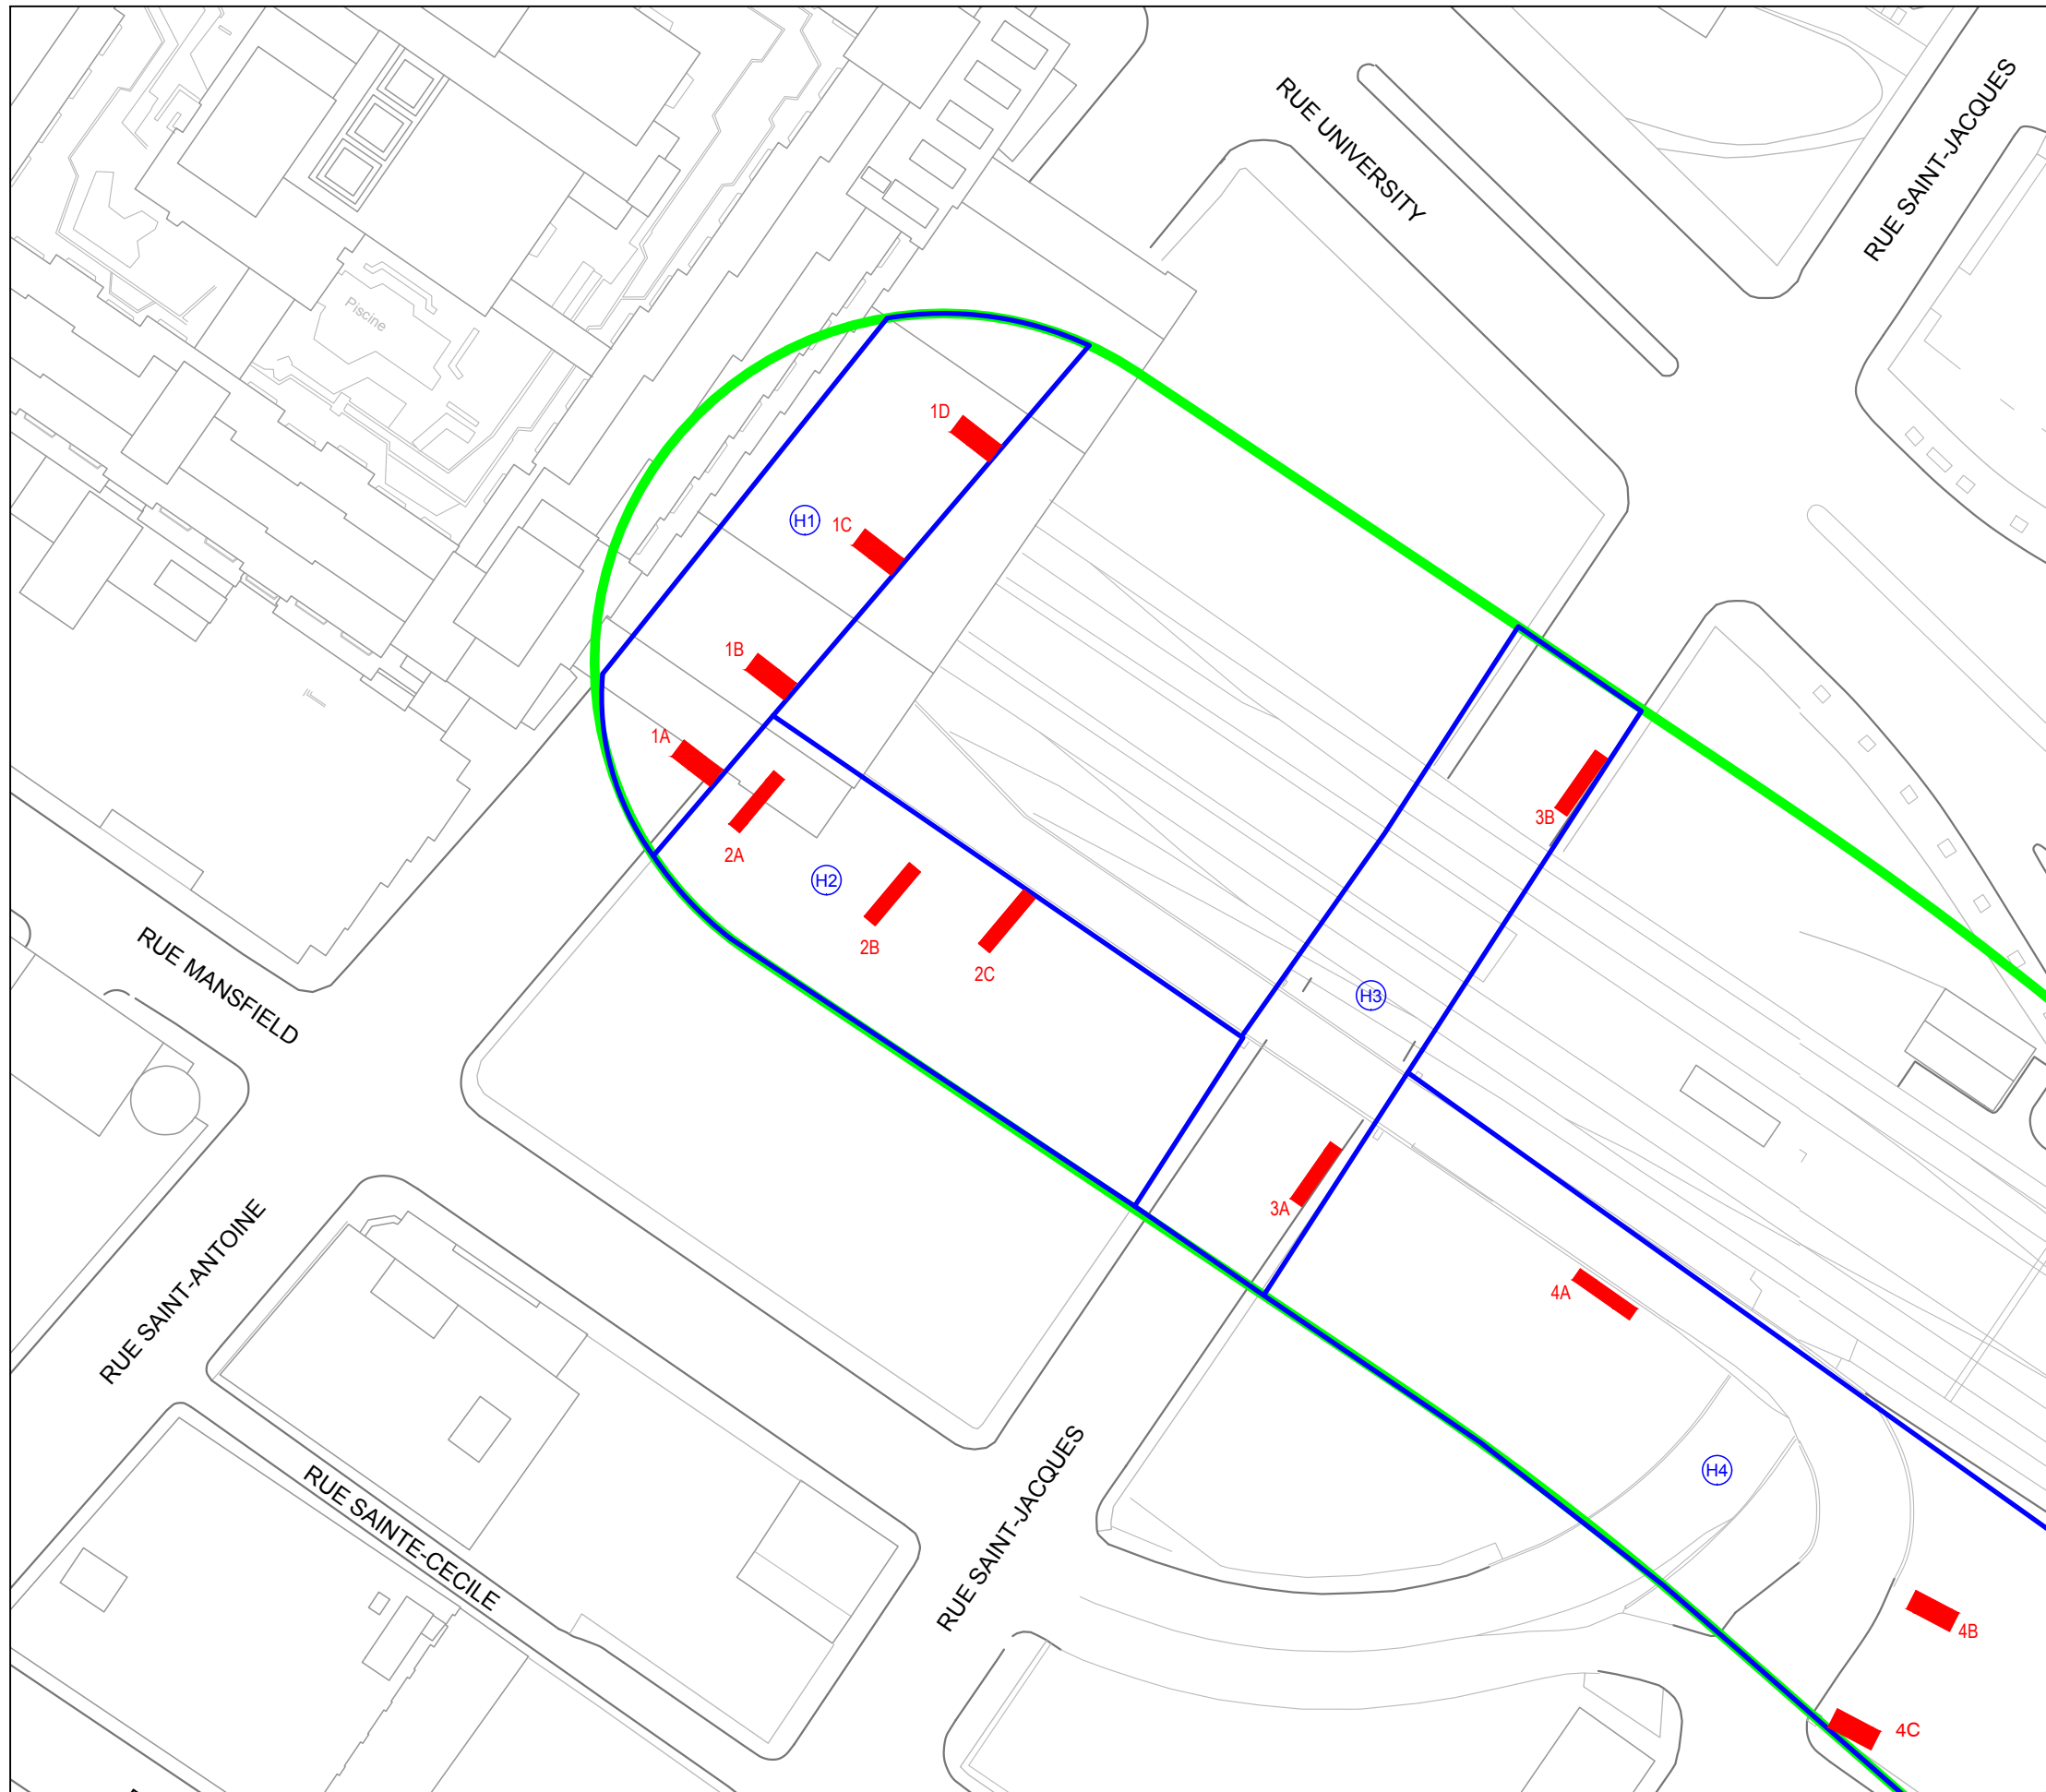 RUE UNIVERSITY
RUE SAINT-JACQUES
Piscine
1D
H1
1C
1B
1A
3B
2A
H2
2B
2C
H3
RUE MANSFIELD
3A
RUE SAINT-ANTOINE
4A
RUE SAINT-JACQUES
H4
RUE SAINTE-CECILE
4B
4C